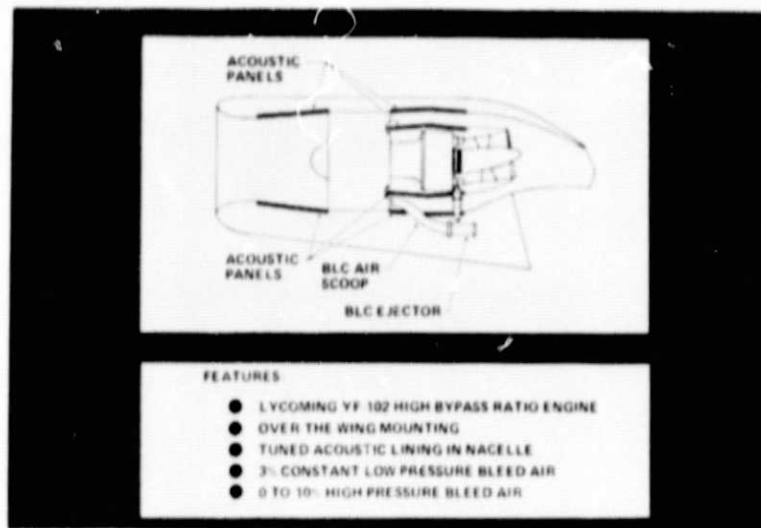 ACOUSTIC
PANELS
ACOUSTIC
PANELS
BLC AIR
SCOOP
BLC EJECTOR
FEATURES:
● LYCOMING YF 102 HIGH BYPASS RATIO ENGINE
● OVER THE WING MOUNTING
● TUNED ACOUSTIC LINING IN NACELLE
● 3% CONSTANT LOW PRESSURE BLEED AIR
● 0 TO 10% HIGH PRESSURE BLEED AIR